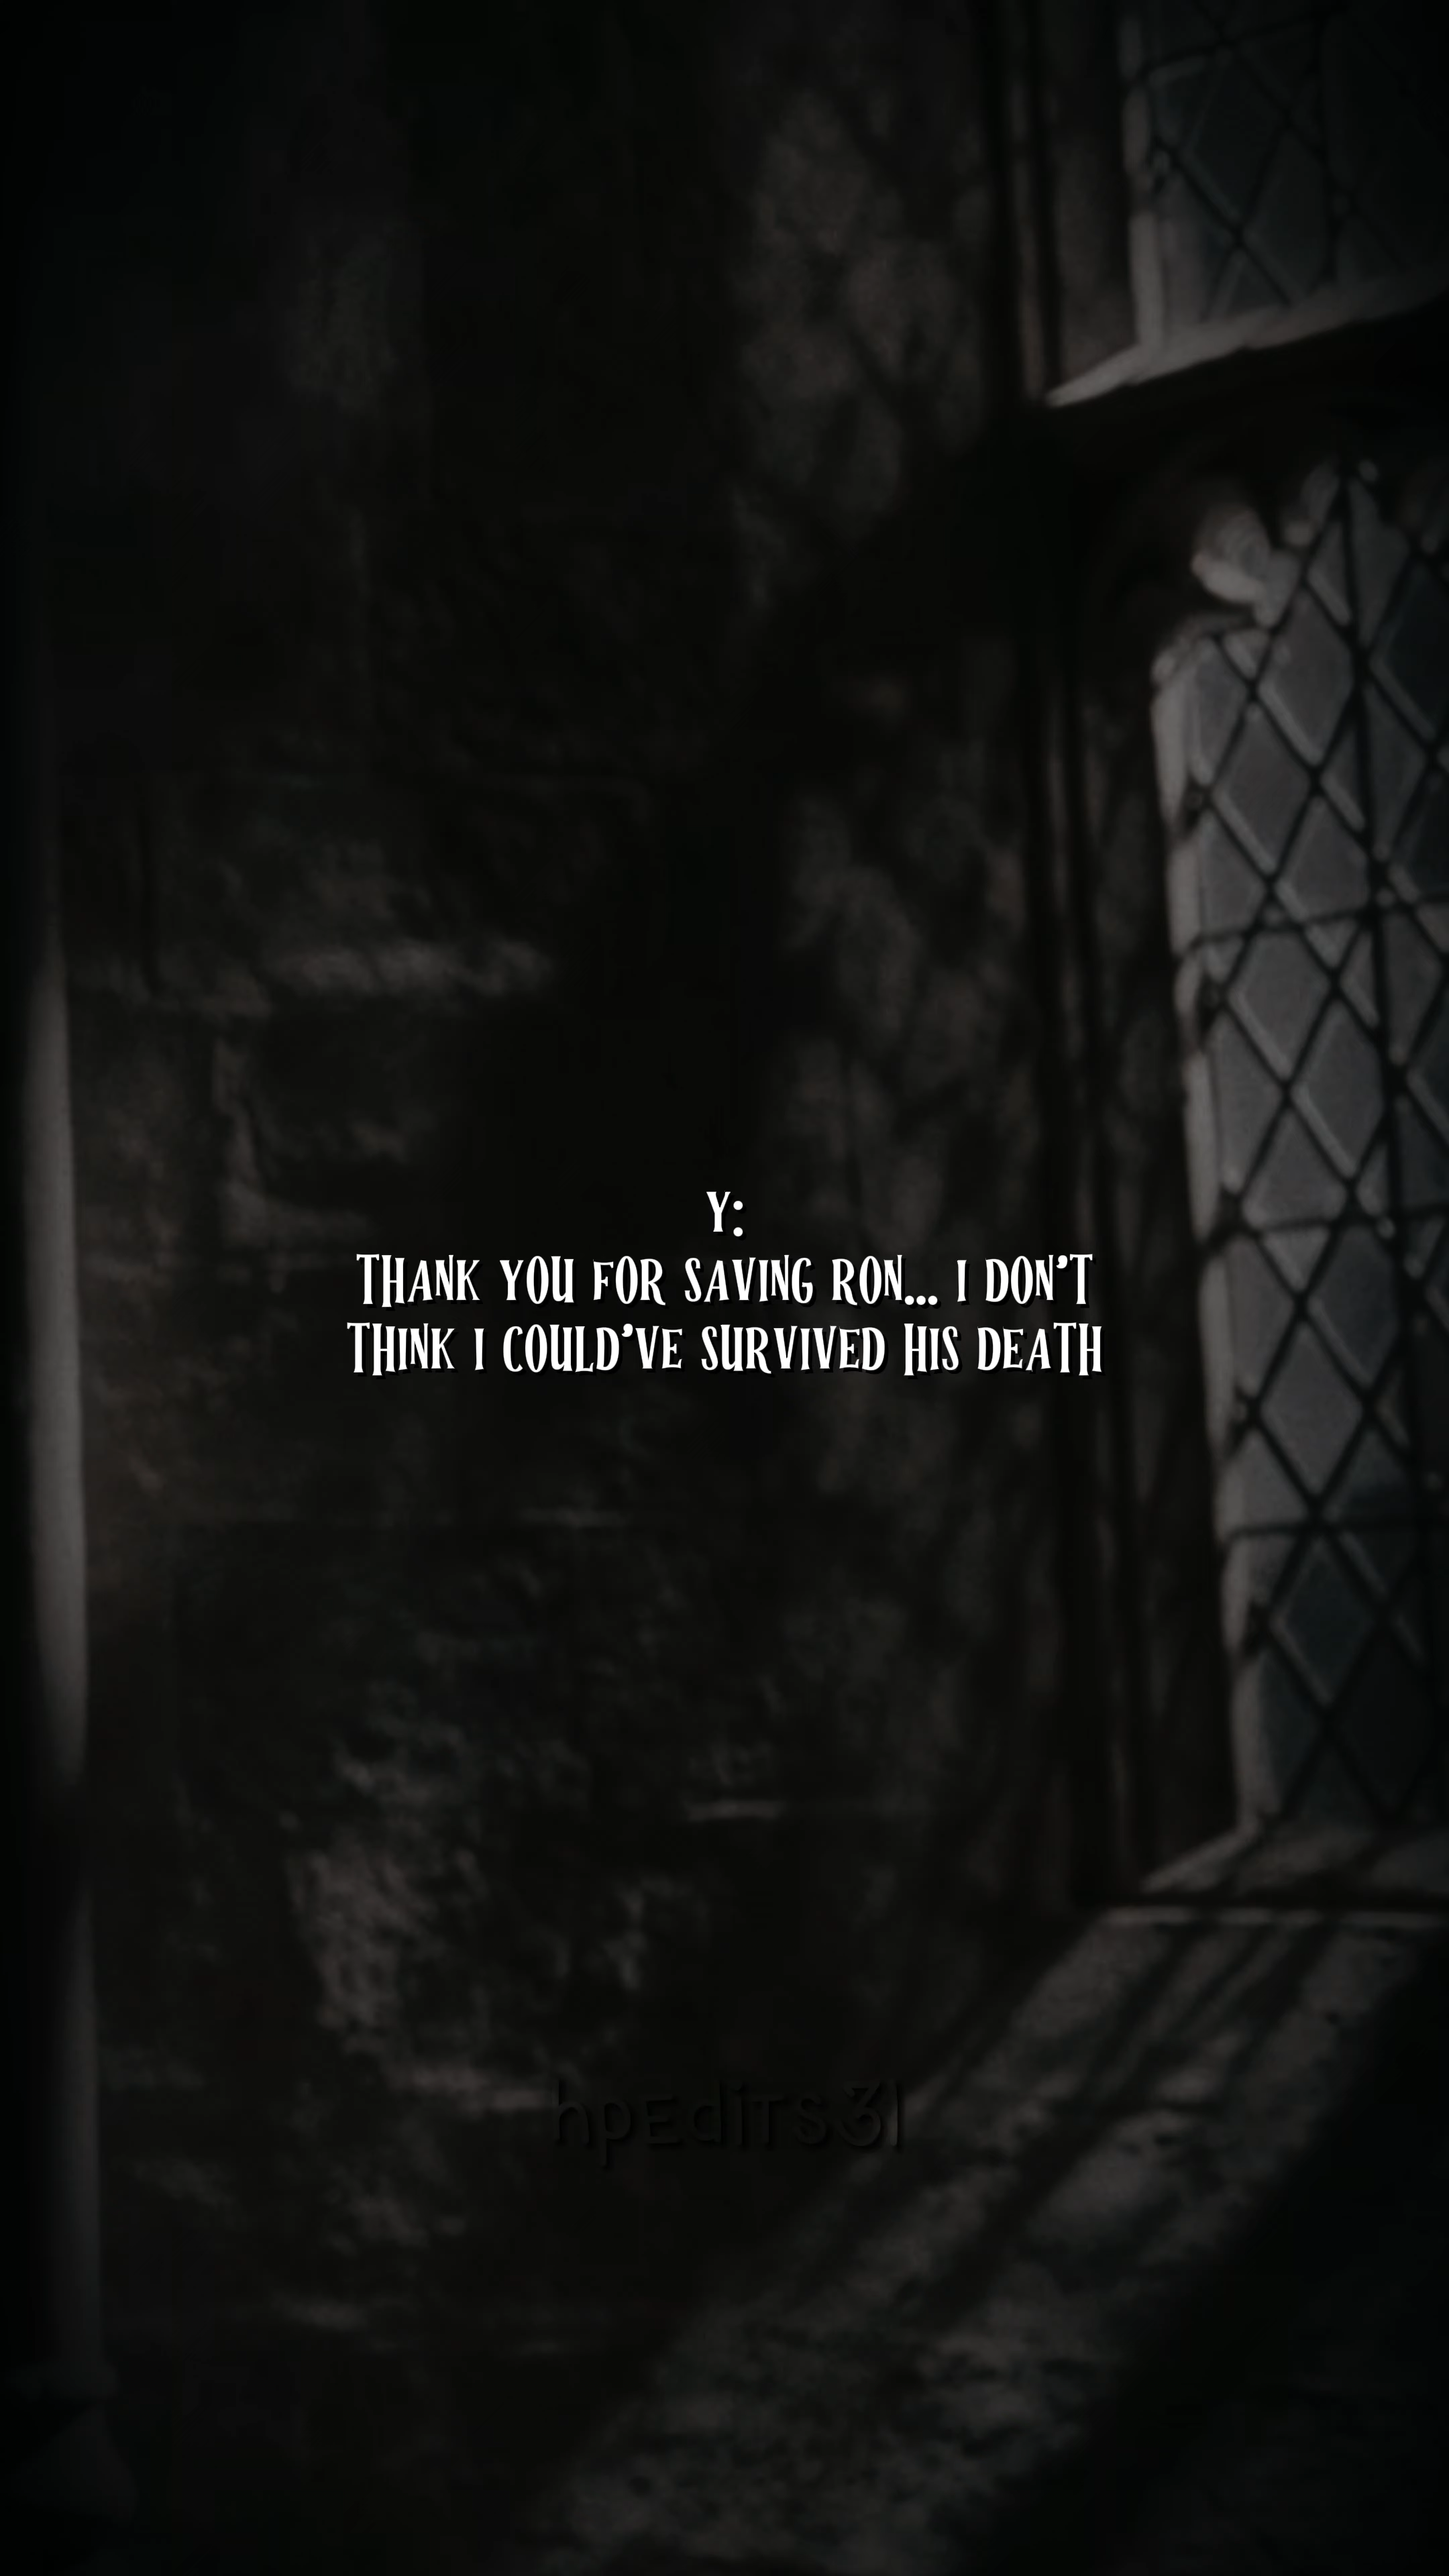 Y:
THANK YOU FOR SAVING RON... I DON'T
THINK I COULD'VE SURVIVED HIS DEATH
hpEdiTS31